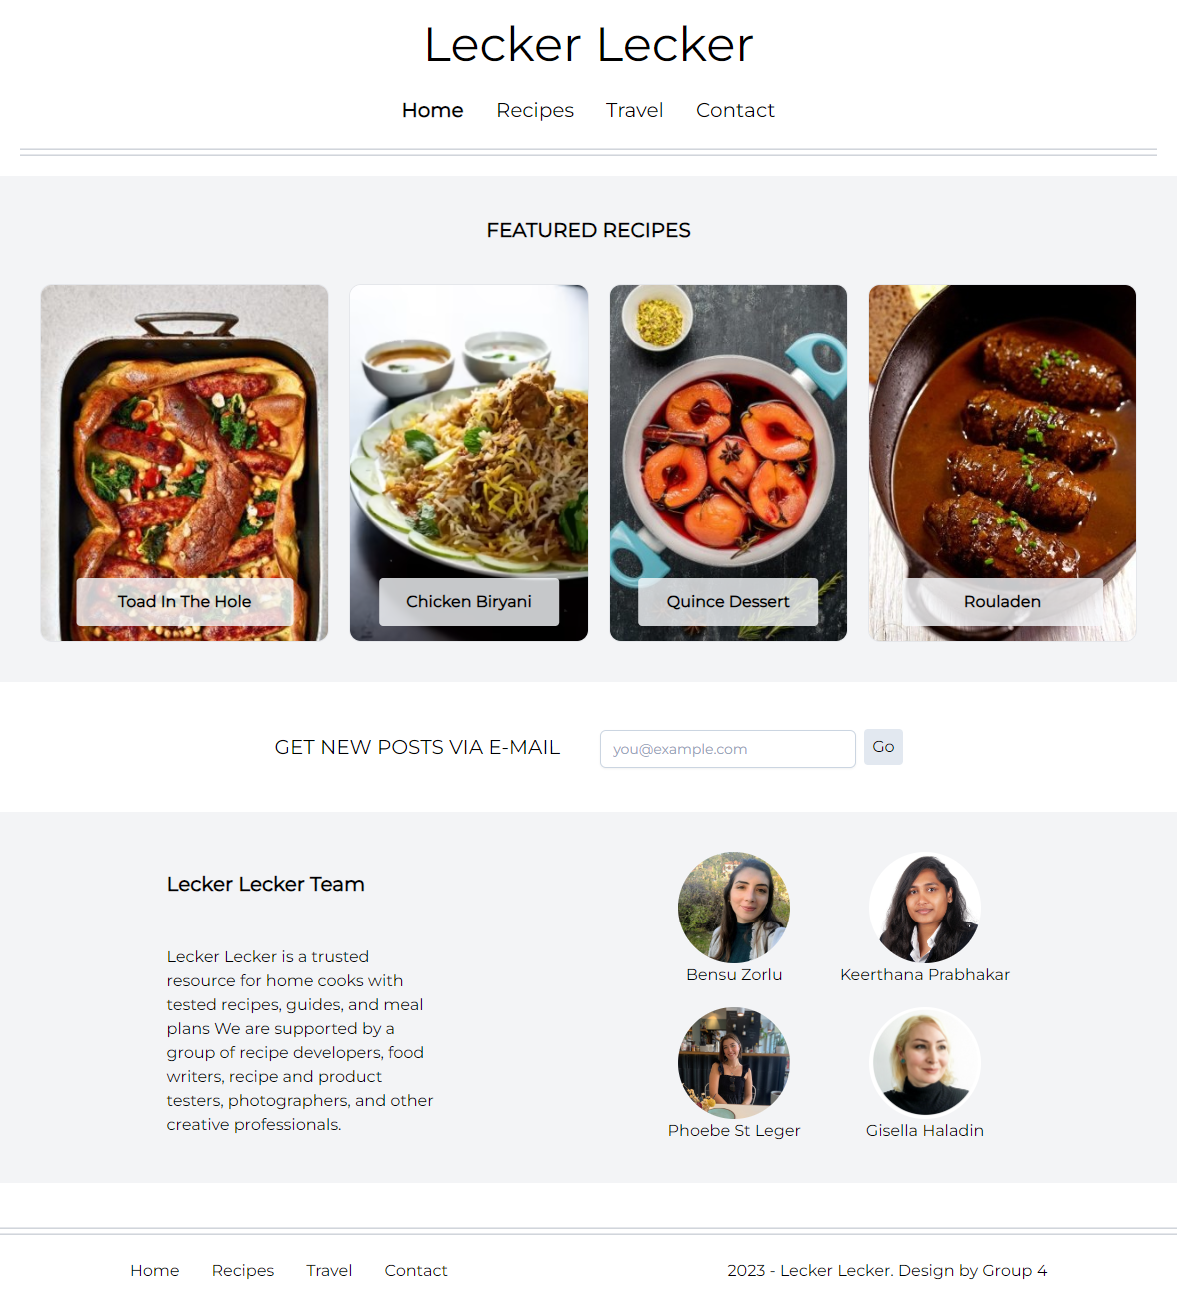 Lecker Lecker
Home Recipes Travel Contact
FEATURED RECIPES
Toad In The Hole
Chicken Biryani
Quince Dessert
Rouladen
GET NEW POSTS VIA E-MAIL
you@example.com
Go
Lecker Lecker Team
Lecker Lecker is a trusted
resource for home cooks with
tested recipes, guides, and meal
plans We are supported by a
group of recipe developers, food
writers, recipe and product
testers, photographers, and other
creative professionals.
Bensu Zorlu
Keerthana Prabhakar
Phoebe St Leger
Gisella Haladin
Home Recipes Travel Contact
2023 - Lecker Lecker. Design by Group 4